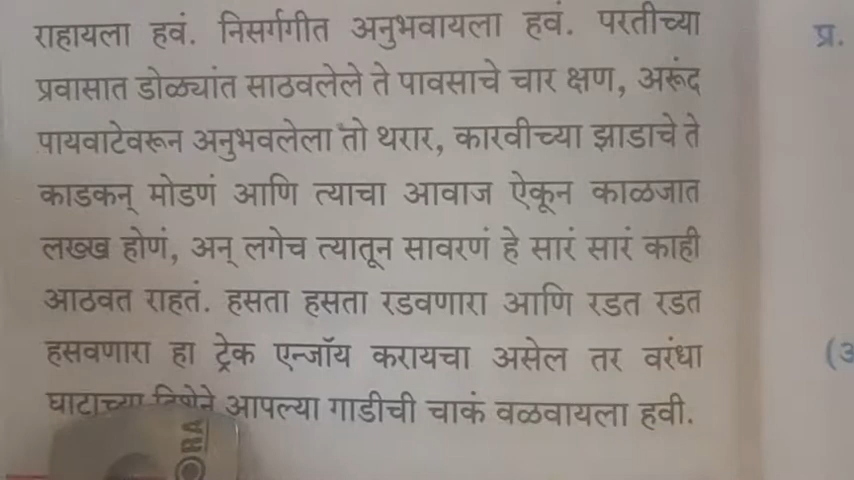 राहायला हवं. निसर्गगीत अनुभवायला हवं. परतीच्या
प्रवासात डोळ्यांत साठवलेले ते पावसाचे चार क्षण, अरूंद
पायवाटेवरून अनुभवलेला तो थरार, कारवीच्या झाडाचे ते
काडकन् मोडणं आणि त्याचा आवाज ऐकून काळजात
लख्ख होणं, अन् लगेच त्यातून सावरणं हे सारं सारं काही
आठवत राहतं. हसता हसता रडवणारा आणि रडत रडत
हसवणारा हा ट्रेक एन्जॉय करायचा असेल तर वरंधा
घाटाच्या दिशेने आपल्या गाडीची चाकं वळवायला हवी.
प्र.
(अ
ORA